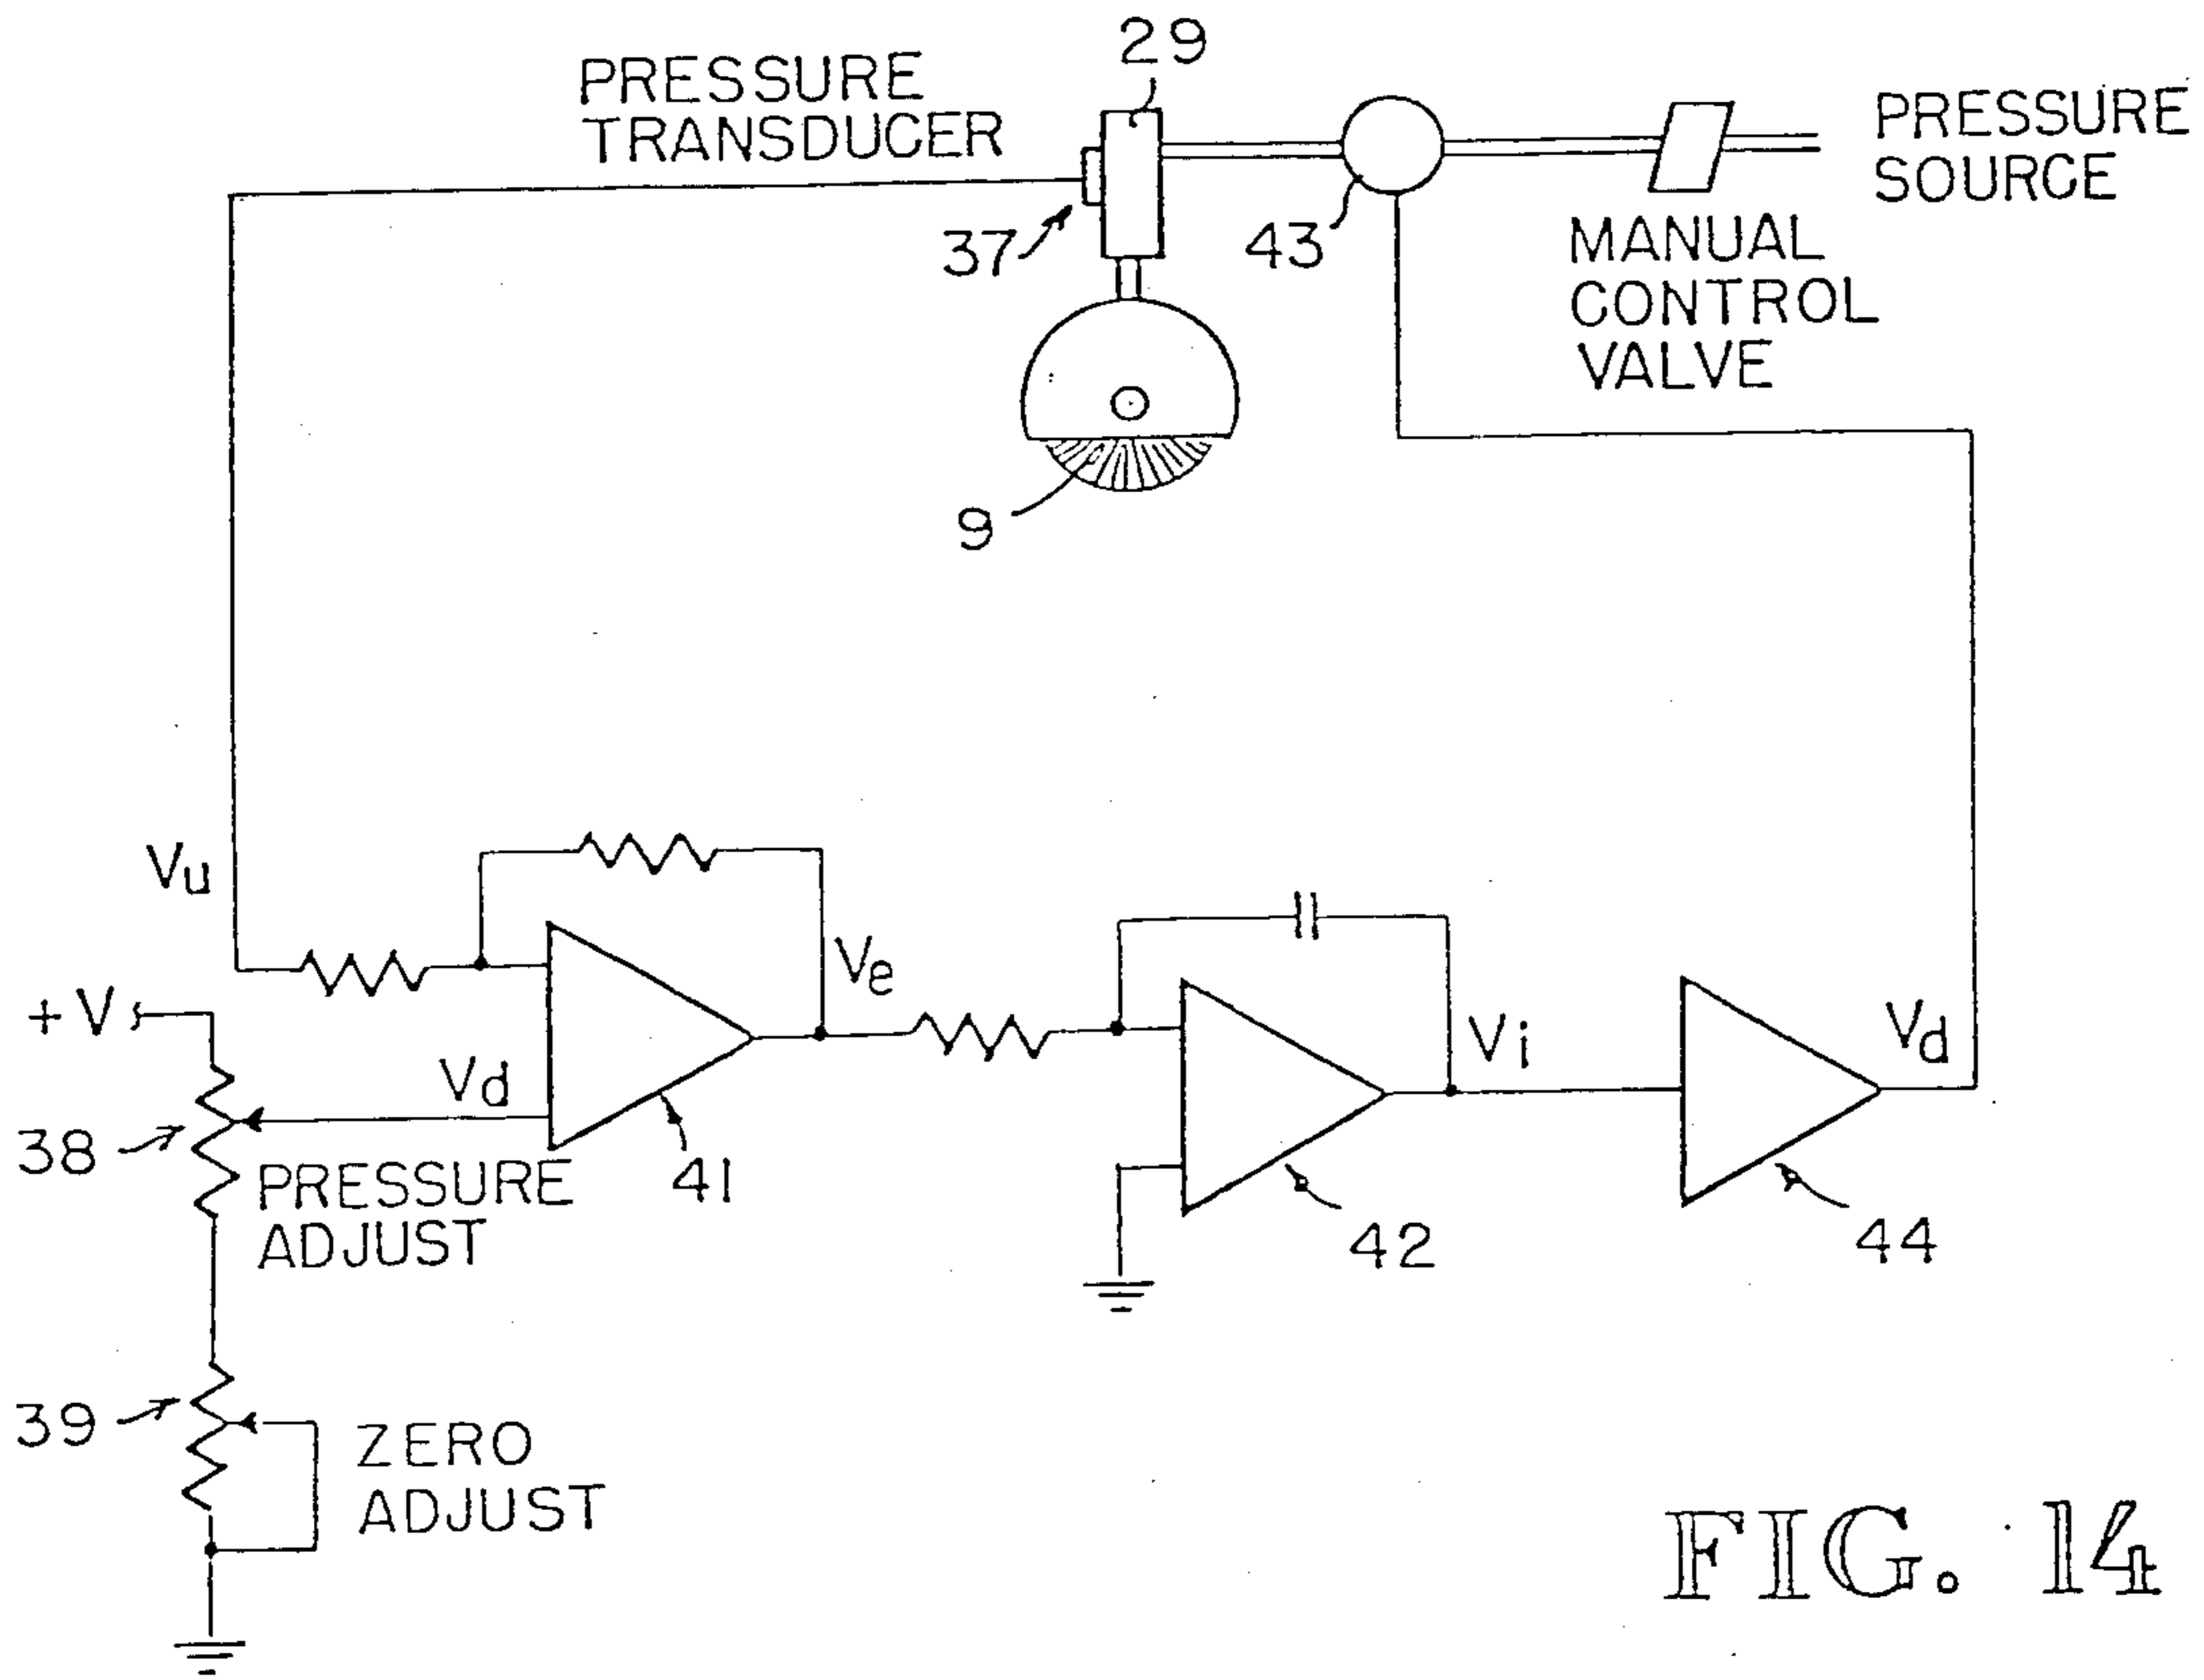 29
PRESSURE
TRANSDUCER
PRESSURE
SOURCE
37
43
MANUAL
CONTROL
VALVE
9
Vu
+V
Vd
Ve
Vi
Vd
38
PRESSURE
ADJUST
41
42
44
39
ZERO
ADJUST
FIG. 14